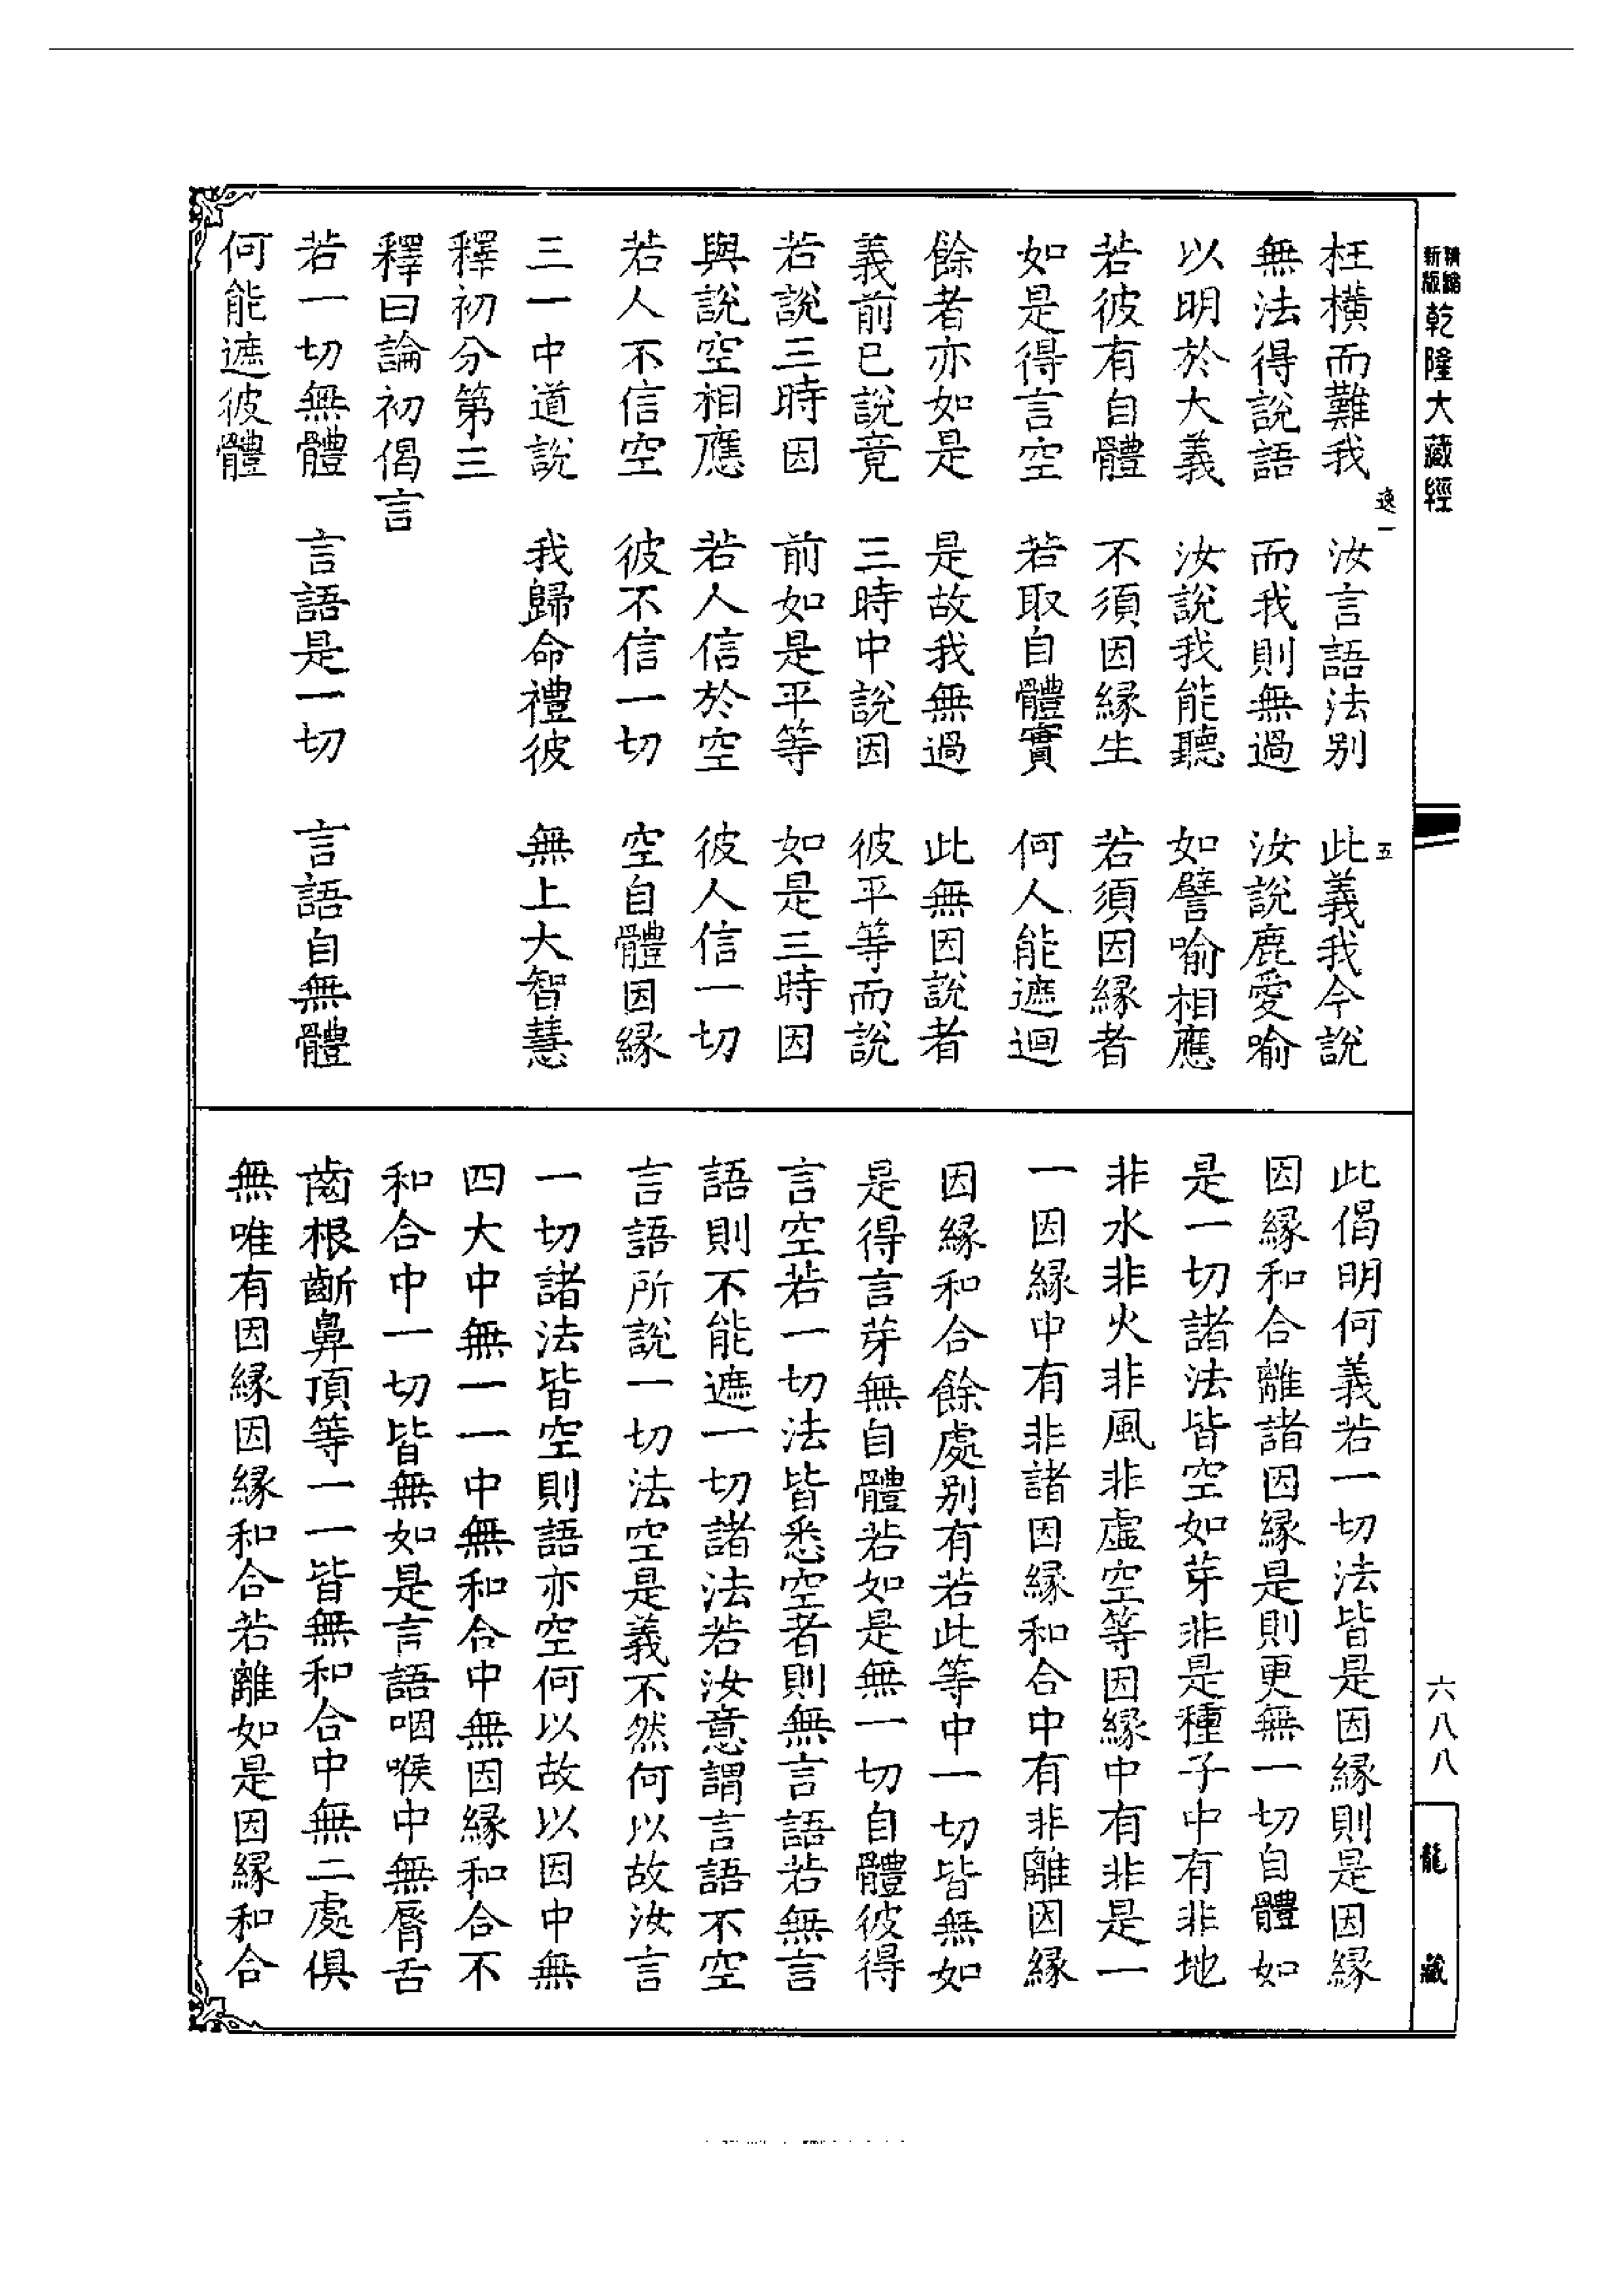 精縮新版乾隆大藏經
六八八
龍藏
逸一
五
枉橫而難我　汝言語法別　此義我今說
無法得說語　而我則無過　汝說鹿愛喻
以明於大義　汝說我能聽　如譬喻相應
若彼有自體　不須因緣生　若須因緣者
如是得言空　若取自體實　何人能遮迴
餘者亦如是　是故我無過　此無因說者
義前已說竟　三時中說因　彼平等而說
若說三時因　前如是平等　如是三時因
與說空相應　若人信於空　彼人信一切
若人不信空　彼不信一切　空自體因緣
三一中道說　我歸命禮彼　無上大智慧
釋初分第三
釋曰論初偈言
若一切無體　言語是一切　言語自無體
何能遮彼體
此偈明何義若一切法皆是因緣則是因緣
因緣和合離諸因緣是則更無一切自體如
是一切諸法皆空如芽非是種子中有非地
非水非火非風非虛空等因緣中有非是一
一因緣中有非諸因緣和合中有非離因緣
因緣和合餘處別有若此等中一切皆無如
是得言芽無自體若如是無一切自體彼得
言空若一切法皆悉空者則無言語若無言
語則不能遮一切諸法若汝意謂言語不空
言語所說一切法空是義不然何以故汝言
一切諸法皆空則語亦空何以故以因中無
四大中無一一中無和合中無因緣和合不
和合中一切皆無如是言語咽喉中無脣舌
齒根齗鼻頂等一一皆無和合中無二處俱
無唯有因緣因緣和合若離如是因緣和合